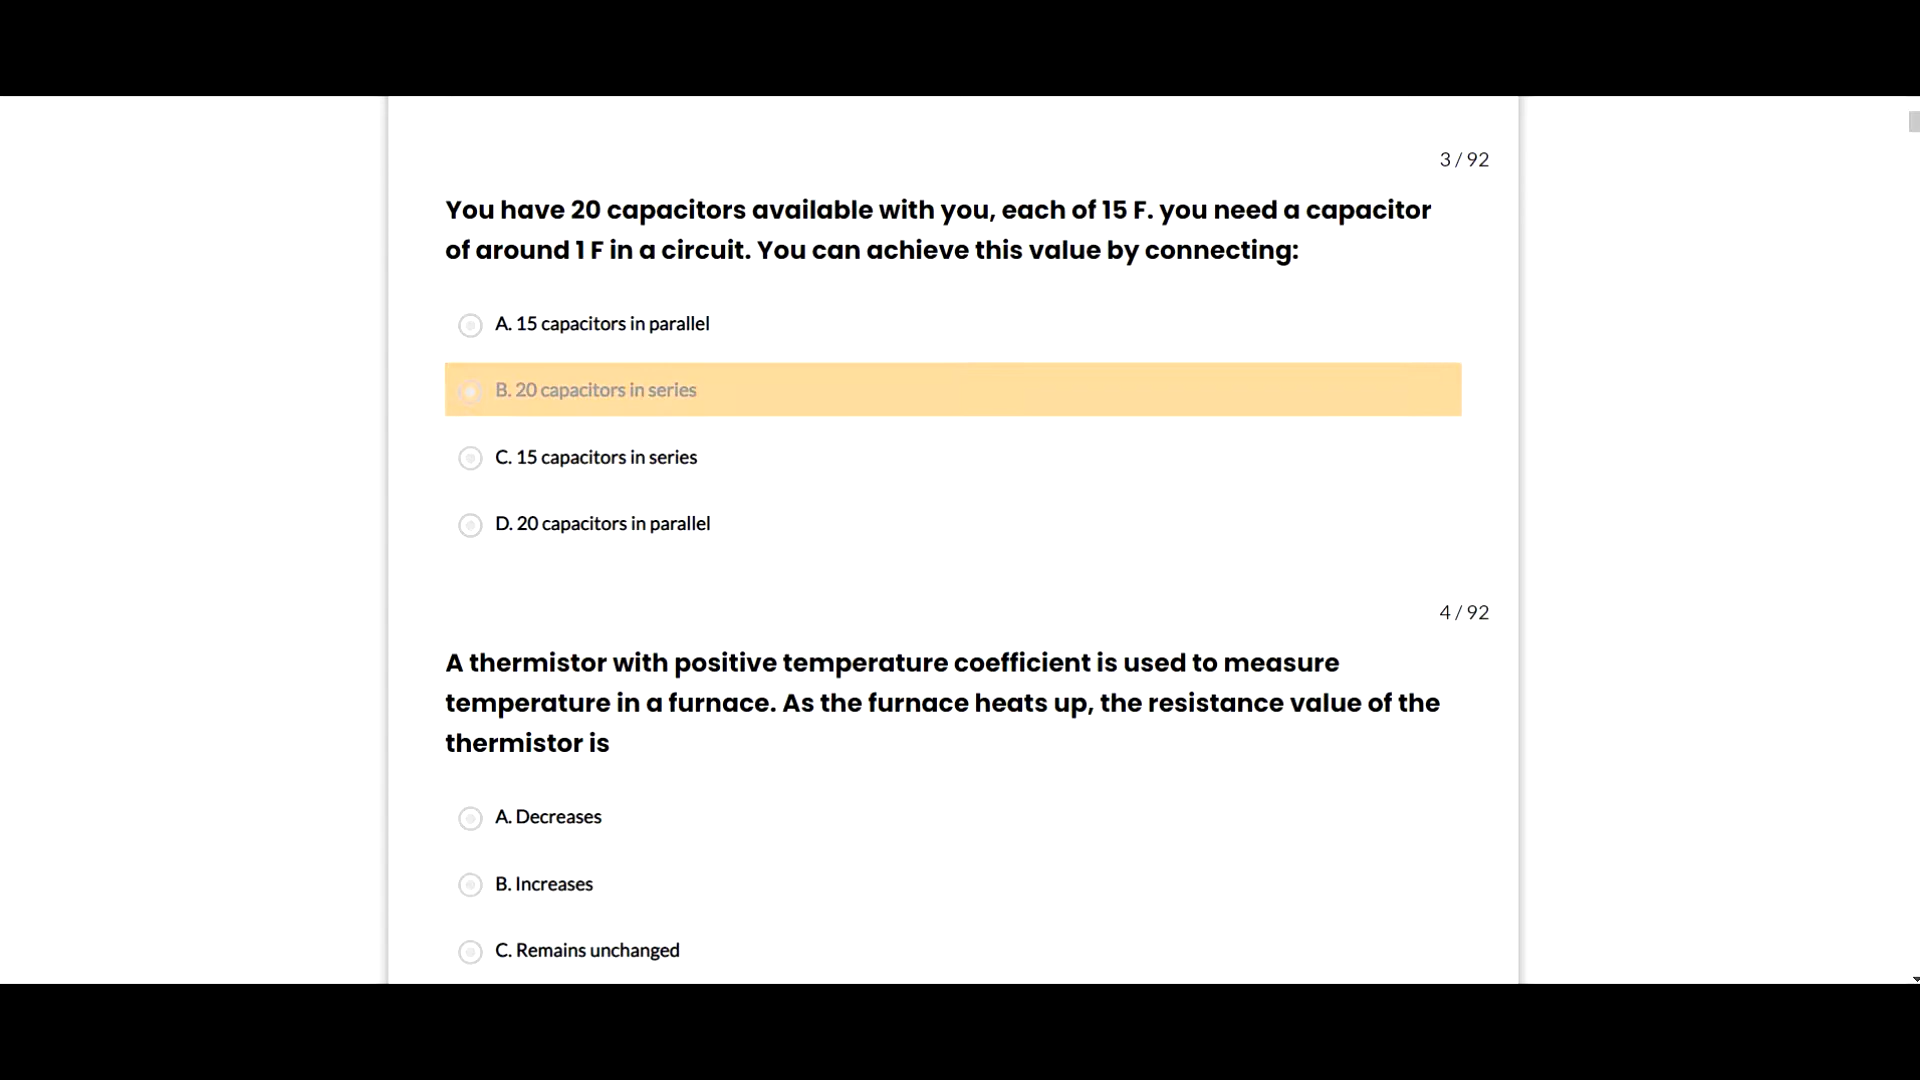 3 / 92
You have 20 capacitors available with you, each of 15 F. you need a capacitor
of around 1 F in a circuit. You can achieve this value by connecting:
A. 15 capacitors in parallel
B. 20 capacitors in series
C. 15 capacitors in series
D. 20 capacitors in parallel
4 / 92
A thermistor with positive temperature coefficient is used to measure
temperature in a furnace. As the furnace heats up, the resistance value of the
thermistor is
A. Decreases
B. Increases
C. Remains unchanged